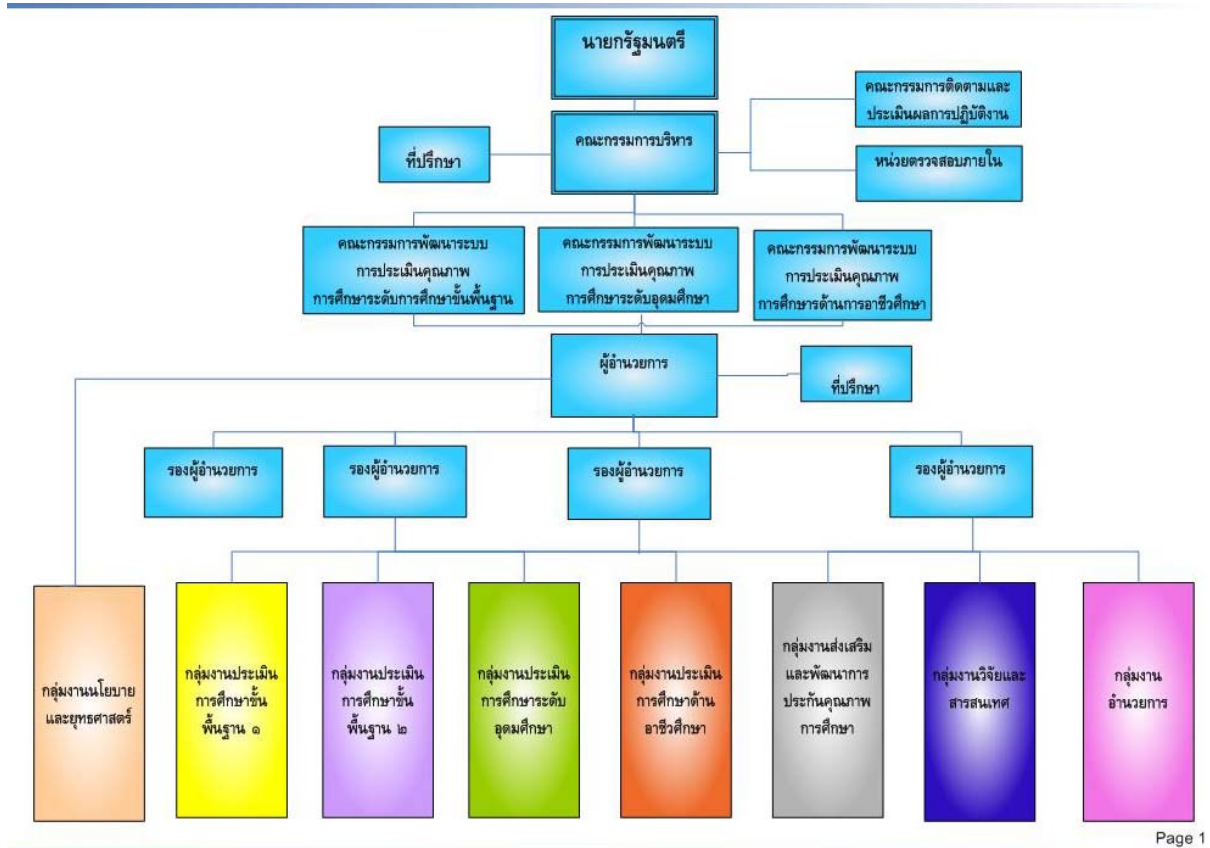 นายกรัฐมนตรี
คณะกรรมการติดตามและ
ประเมินผลการปฏิบัติงาน
คณะกรรมการบริหาร
ที่ปรึกษา
หน่วยตรวจสอบภายใน
คณะกรรมการพัฒนาระบบ
การประเมินคุณภาพ
การศึกษาระดับการศึกษาขั้นพื้นฐาน
คณะกรรมการพัฒนาระบบ
การประเมินคุณภาพ
การศึกษาระดับอุดมศึกษา
คณะกรรมการพัฒนาระบบ
การประเมินคุณภาพ
การศึกษารด้านการอาชีวศึกษา
ผู้อำนวยการ
ที่ปรึกษา
รองผู้อำนวยการ
รองผู้อำนวยการ
รองผู้อำนวยการ
รองผู้อำนวยการ
กลุ่มงานนโยบาย
และยุทธศาสตร์
กลุ่มงานประเมิน
การศึกษาขั้น
พื้นฐาน ๑
กลุ่มงานประเมิน
การศึกษาขั้น
พื้นฐาน ๒
กลุ่มงานประเมิน
การศึกษาระดับ
อุดมศึกษา
กลุ่มงานประเมิน
การศึกษาด้าน
อาชีวศึกษา
กลุ่มงานส่งเสริม
และพัฒนาการ
ประกันคุณภาพ
การศึกษา
กลุ่มงานวิจัยและ
สารสนเทศ
กลุ่มงาน
อำนวยการ
Page 1